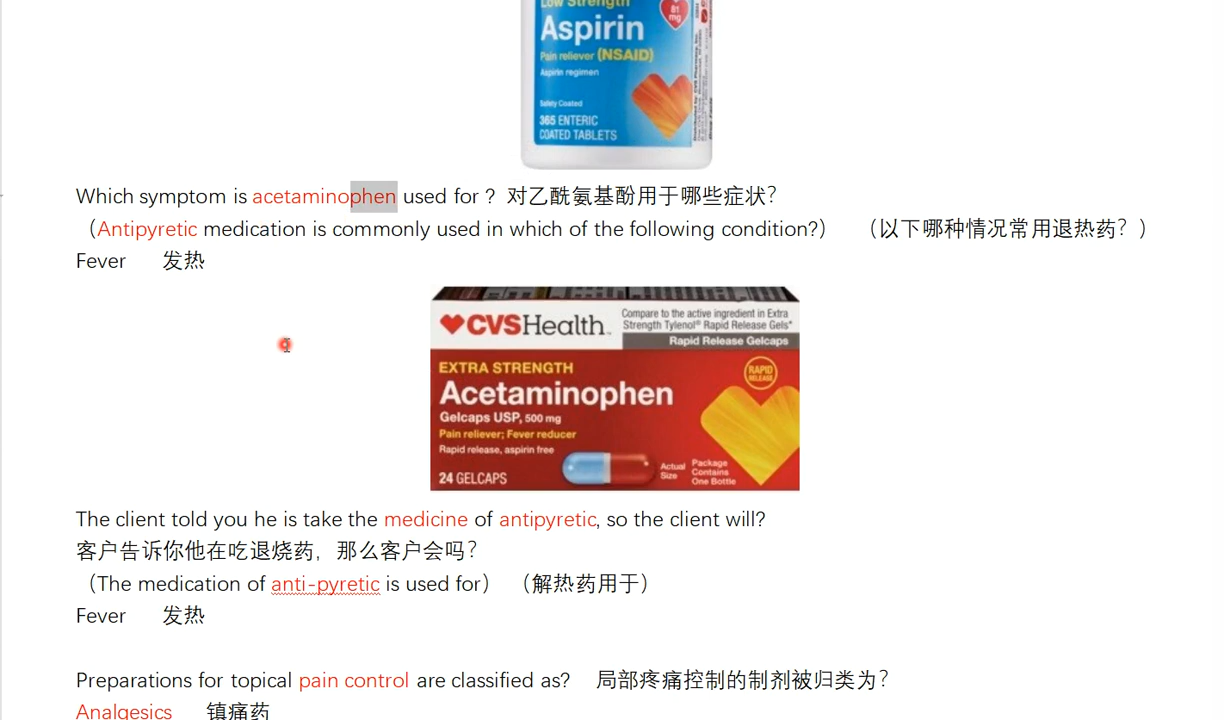 Low Strength
81
mg
Aspirin
Pain reliever (NSAID)
Aspirin regimen
Safety Coated
365 ENTERIC
COATED TABLETS
Which symptom is acetaminophen used for ? 对乙酰氨基酚用于哪些症状?
（Antipyretic medication is commonly used in which of the following condition?） （以下哪种情况常用退热药？）
Fever 发热
CVSHealth™
Compare to the active ingredient in Extra
Strength Tylenol® Rapid Release Gels*
Rapid Release Gelcaps
EXTRA STRENGTH
RAPID
RELEASE
Acetaminophen
Gelcaps USP, 500 mg
Pain reliever; Fever reducer
Rapid release, aspirin free
Actual
Size
Package
Contains
One Bottle
24 GELCAPS
The client told you he is take the medicine of antipyretic, so the client will?
客户告诉你他在吃退烧药，那么客户会吗?
（The medication of anti-pyretic is used for） （解热药用于）
Fever 发热
Preparations for topical pain control are classified as? 局部疼痛控制的制剂被归类为?
Analgesics 镇痛药